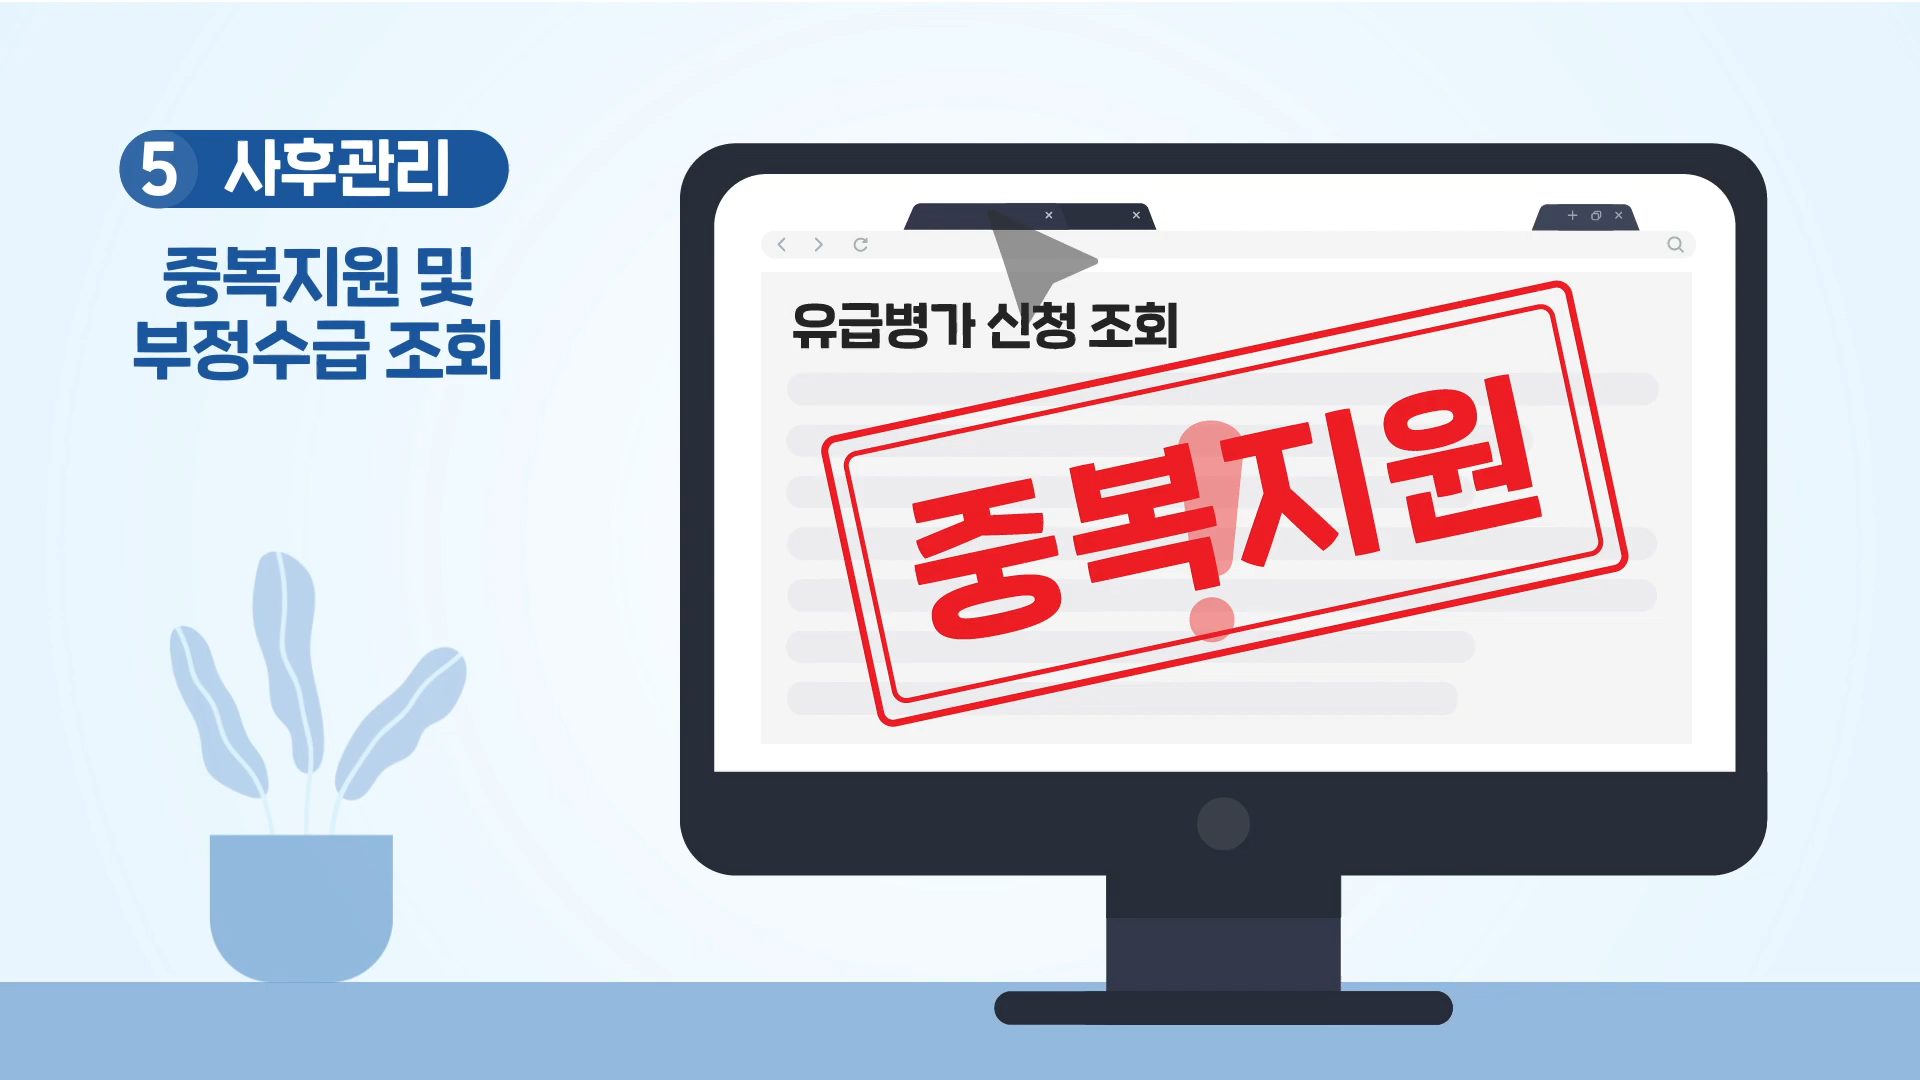 5 사후관리
중복지원 및
부정수급 조회
유급병가 신청 조회
중복지원